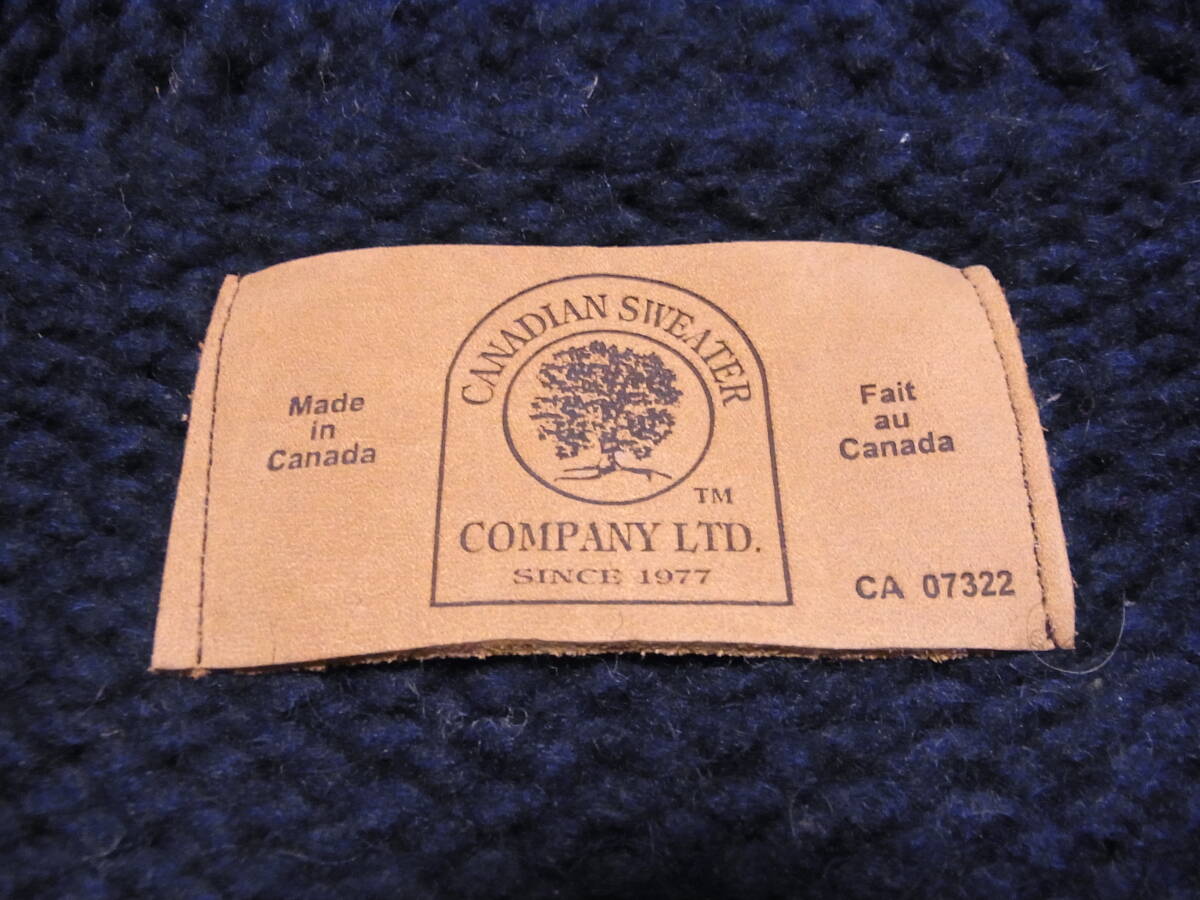 Made
in
Canada
CANADIAN SWEATER
TM
COMPANY LTD.
SINCE 1977
Fait
au
Canada
CA 07322